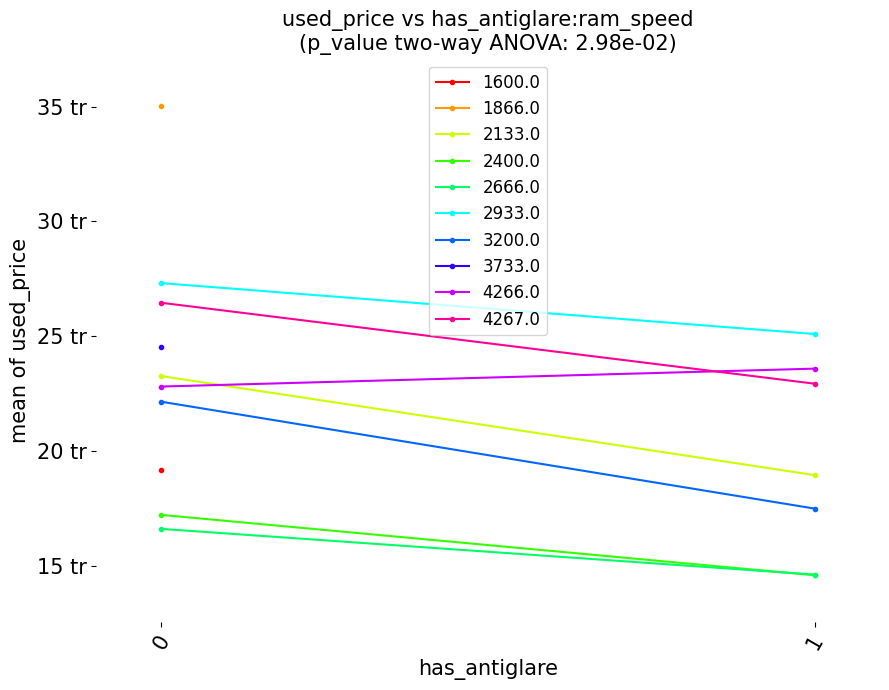 used_price vs has_antiglare:ram_speed
(p_value two-way ANOVA: 2.98e-02)
1600.0
1866.0
2133.0
2400.0
2666.0
2933.0
3200.0
3733.0
4266.0
4267.0
35 tr
30 tr
25 tr
20 tr
15 tr
mean of used_price
0
1
has_antiglare